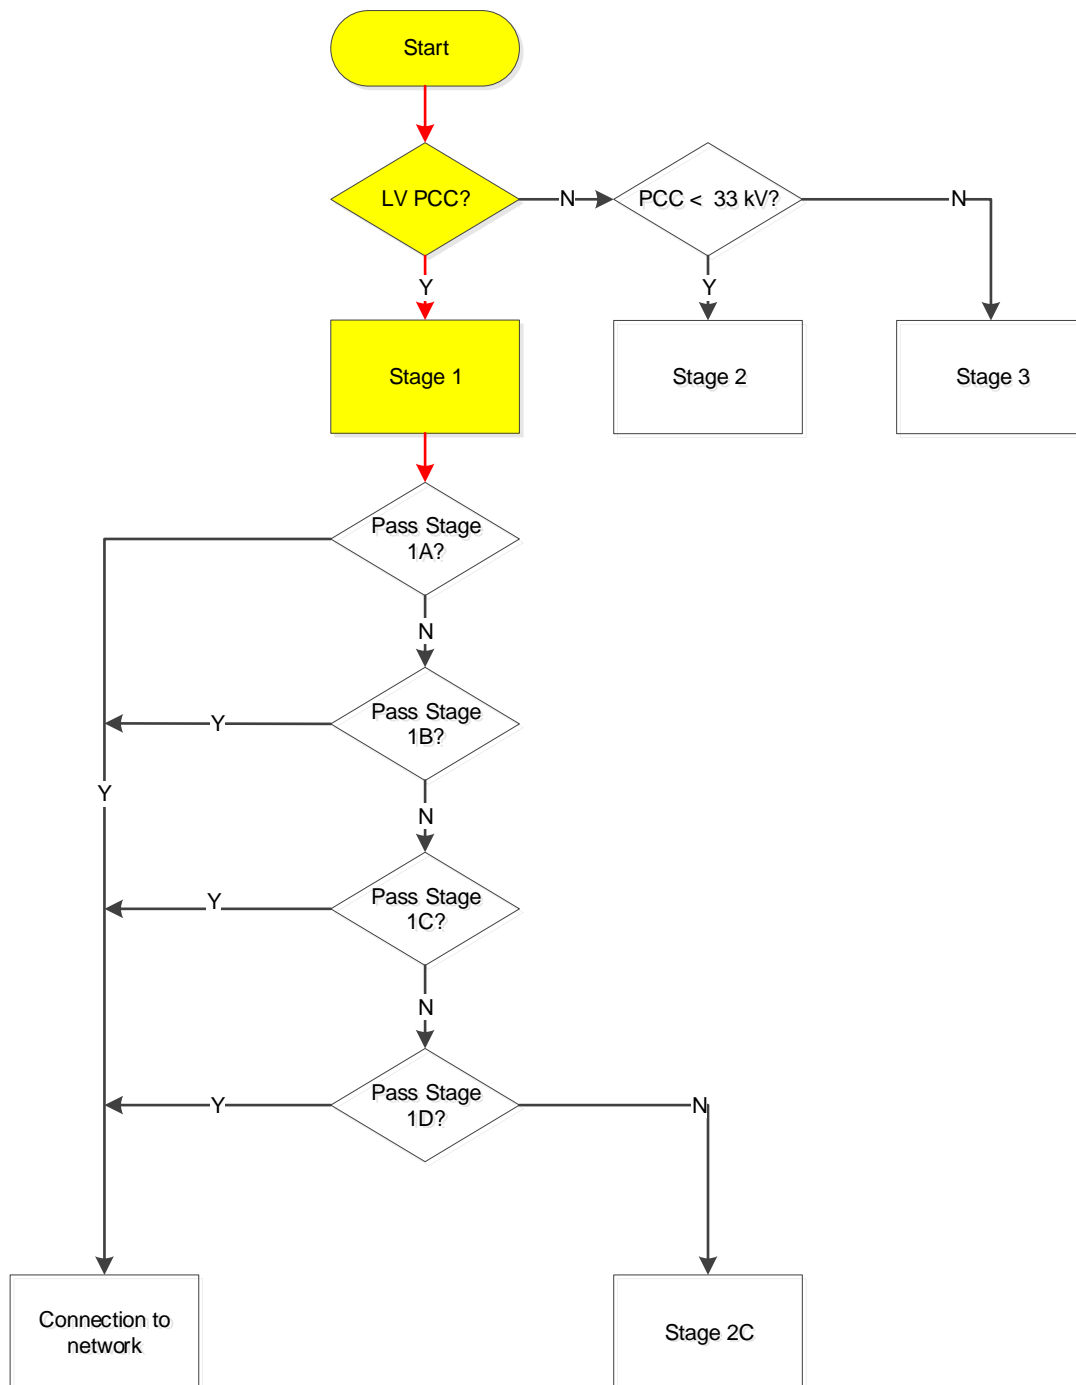 Start
LV PCC?
N
PCC <  33 kV?
N
Y
Y
Stage 1
Stage 2
Stage 3
Pass Stage
1A?
N
Pass Stage
1B?
Y
Y
N
Pass Stage
1C?
Y
N
Pass Stage
1D?
Y
N
Connection to
network
Stage 2C